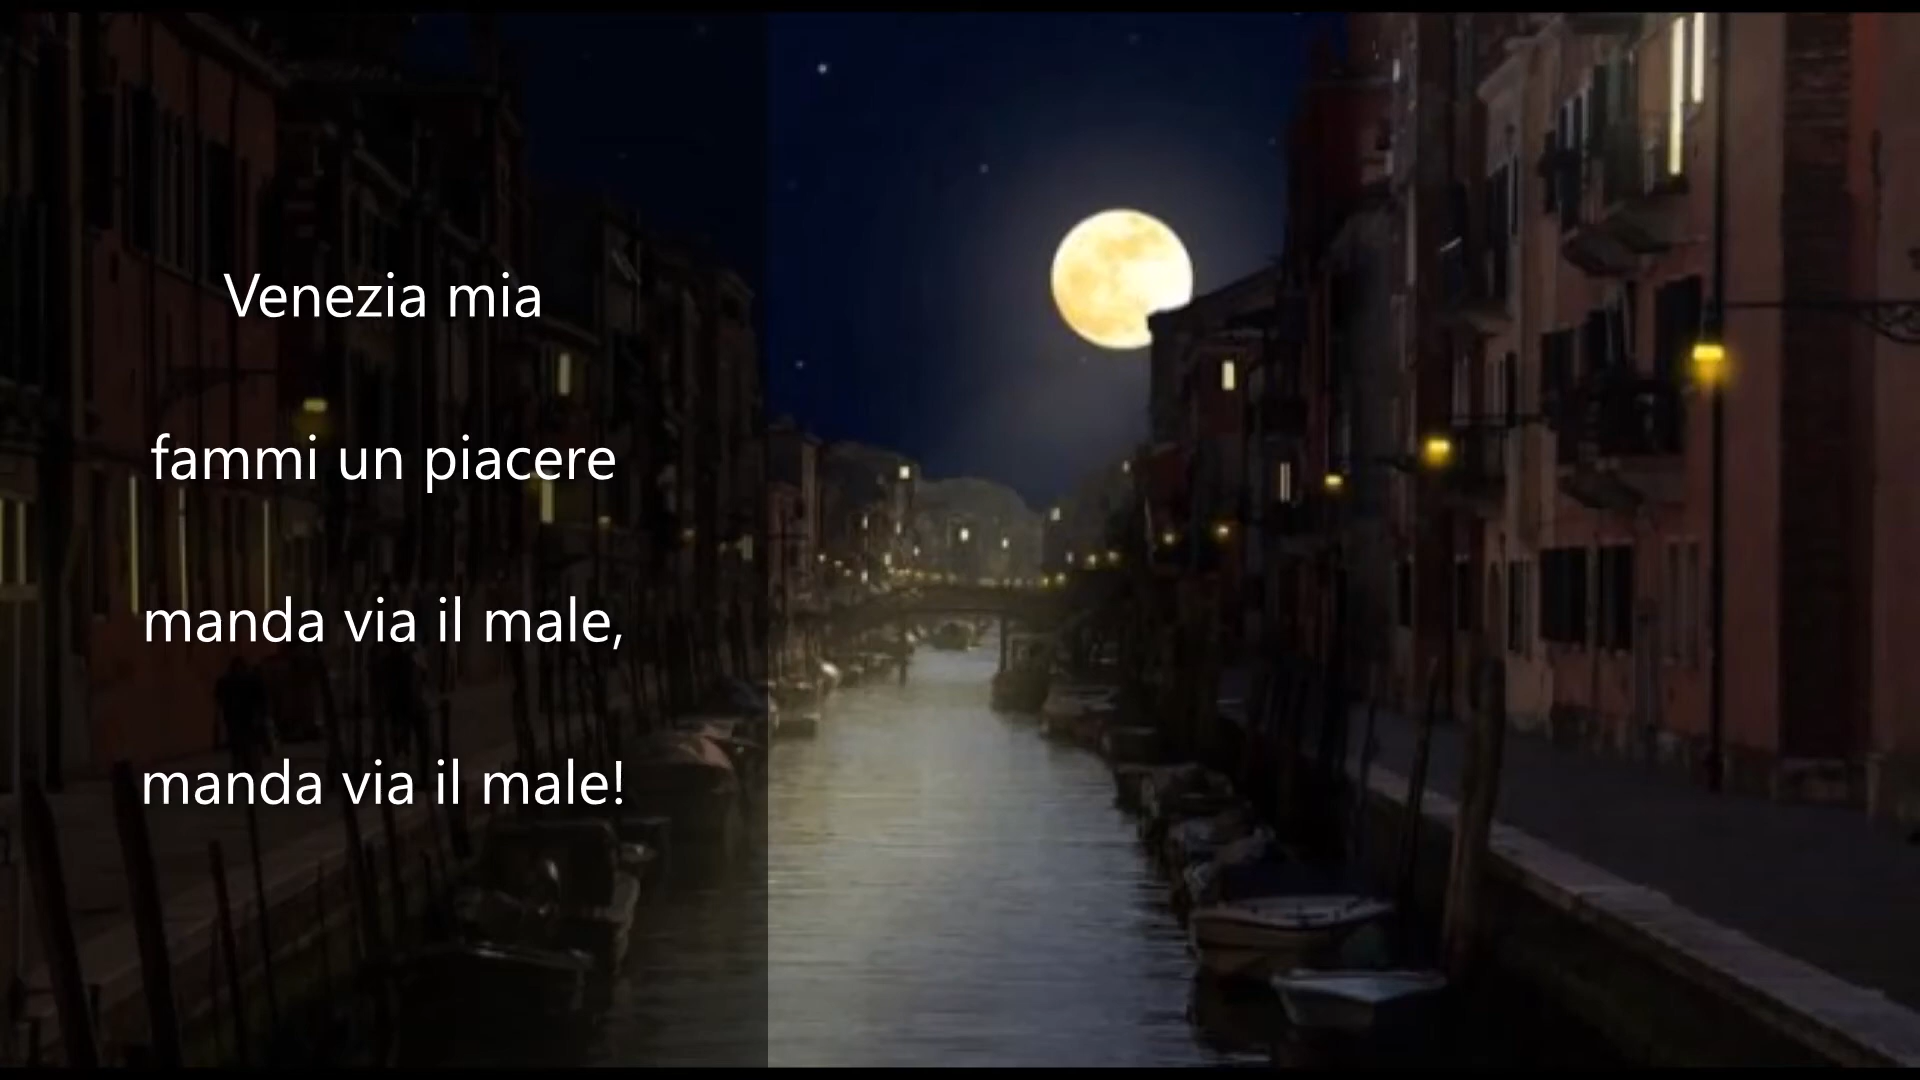 Venezia mia
fammi un piacere
manda via il male,
manda via il male!